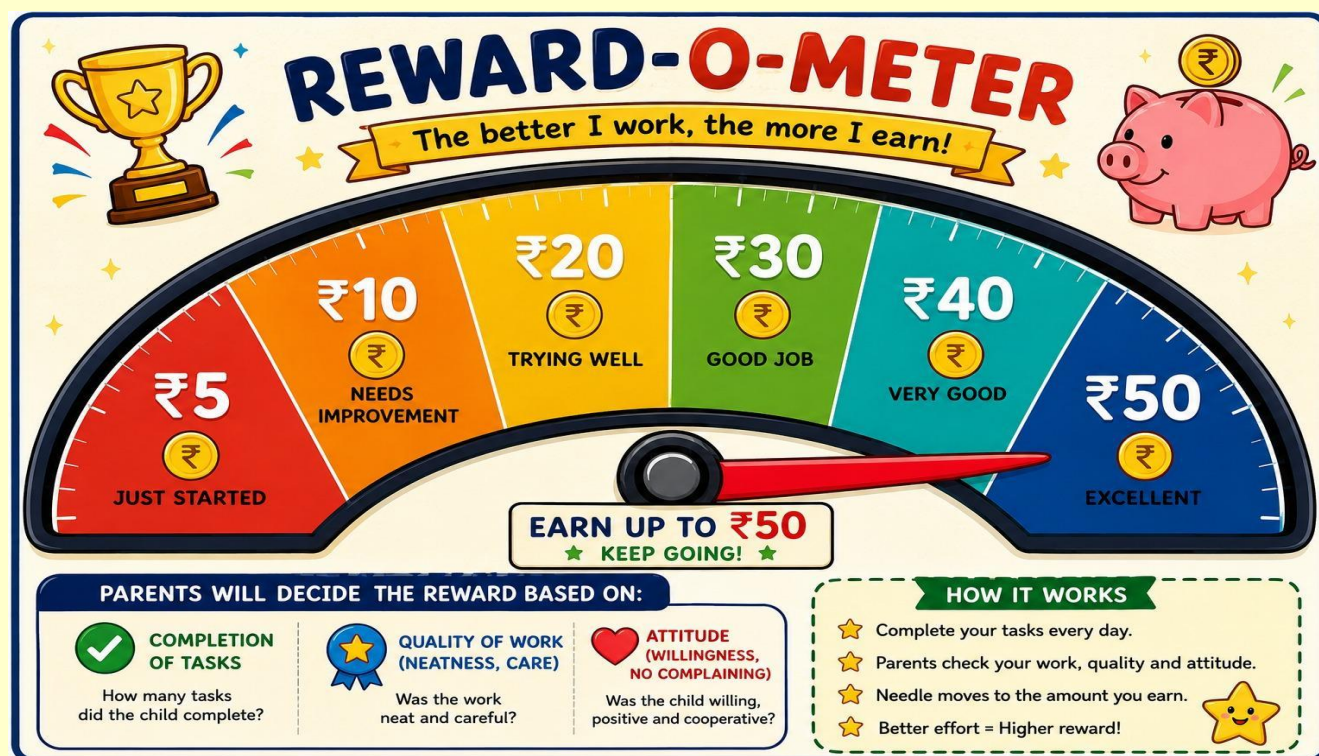 REWARD-O-METER
The better I work, the more I earn!
₹
₹5
₹
JUST STARTED
₹10
₹
NEEDS
IMPROVEMENT
₹20
₹
TRYING WELL
₹30
₹
GOOD JOB
₹40
₹
VERY GOOD
₹50
₹
EXCELLENT
EARN UP TO ₹50
KEEP GOING!
PARENTS WILL DECIDE THE REWARD BASED ON:
COMPLETION
OF TASKS
How many tasks
did the child complete?
QUALITY OF WORK
(NEATNESS, CARE)
Was the work
neat and careful?
ATTITUDE
(WILLINGNESS,
NO COMPLAINING)
Was the child willing,
positive and cooperative?
HOW IT WORKS
Complete your tasks every day.
Parents check your work, quality and attitude.
Needle moves to the amount you earn.
Better effort = Higher reward!